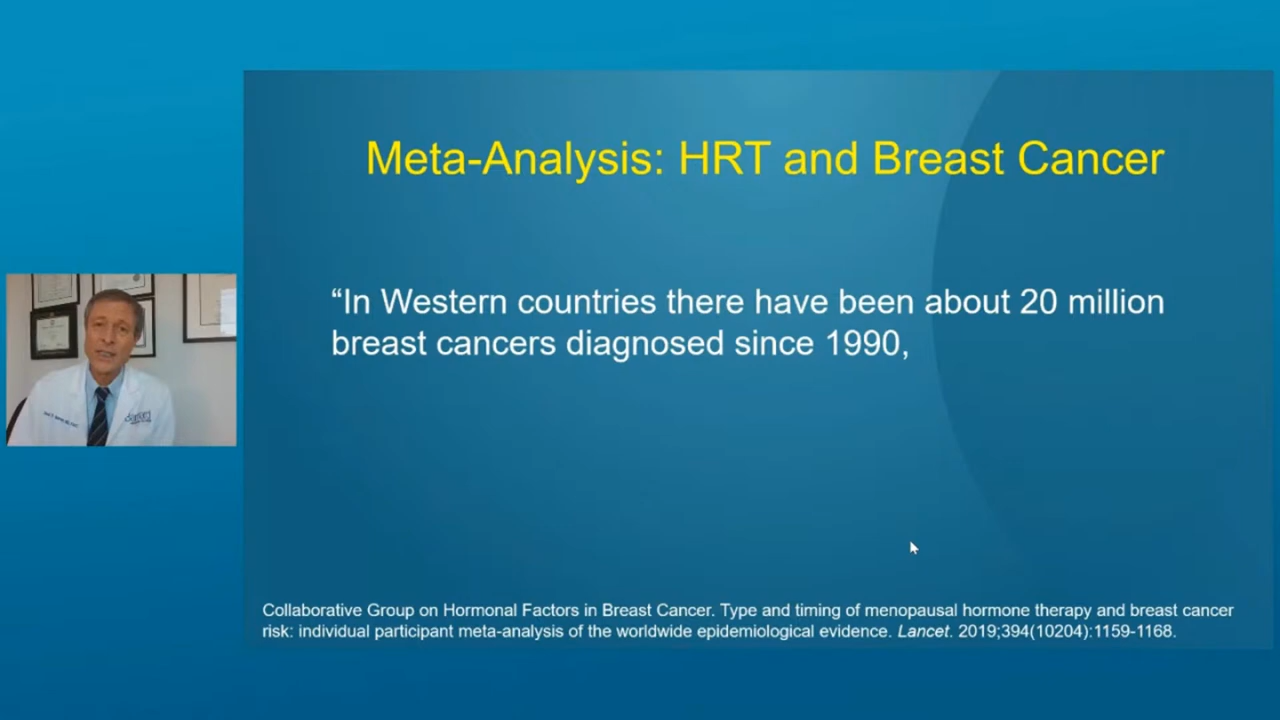 Meta-Analysis: HRT and Breast Cancer
“In Western countries there have been about 20 million
breast cancers diagnosed since 1990,
Collaborative Group on Hormonal Factors in Breast Cancer. Type and timing of menopausal hormone therapy and breast cancer
risk: individual participant meta-analysis of the worldwide epidemiological evidence. Lancet. 2019;394(10204):1159-1168.